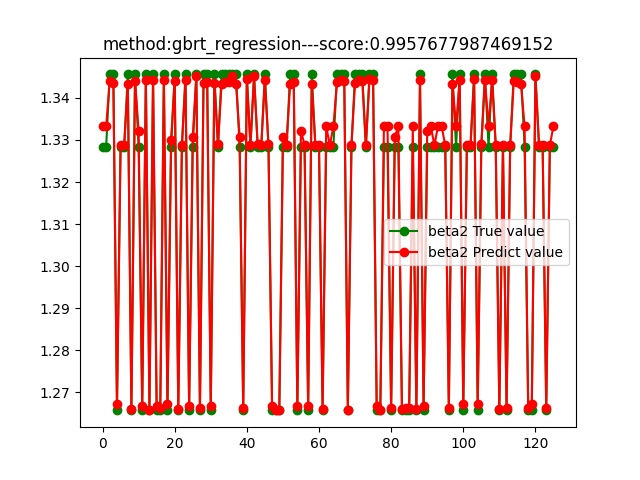 method:gbrt_regression---score:0.9957677987469152
1.34
1.33
1.32
1.31
1.30
1.29
1.28
1.27
beta2 True value
beta2 Predict value
0 20 40 60 80 100 120